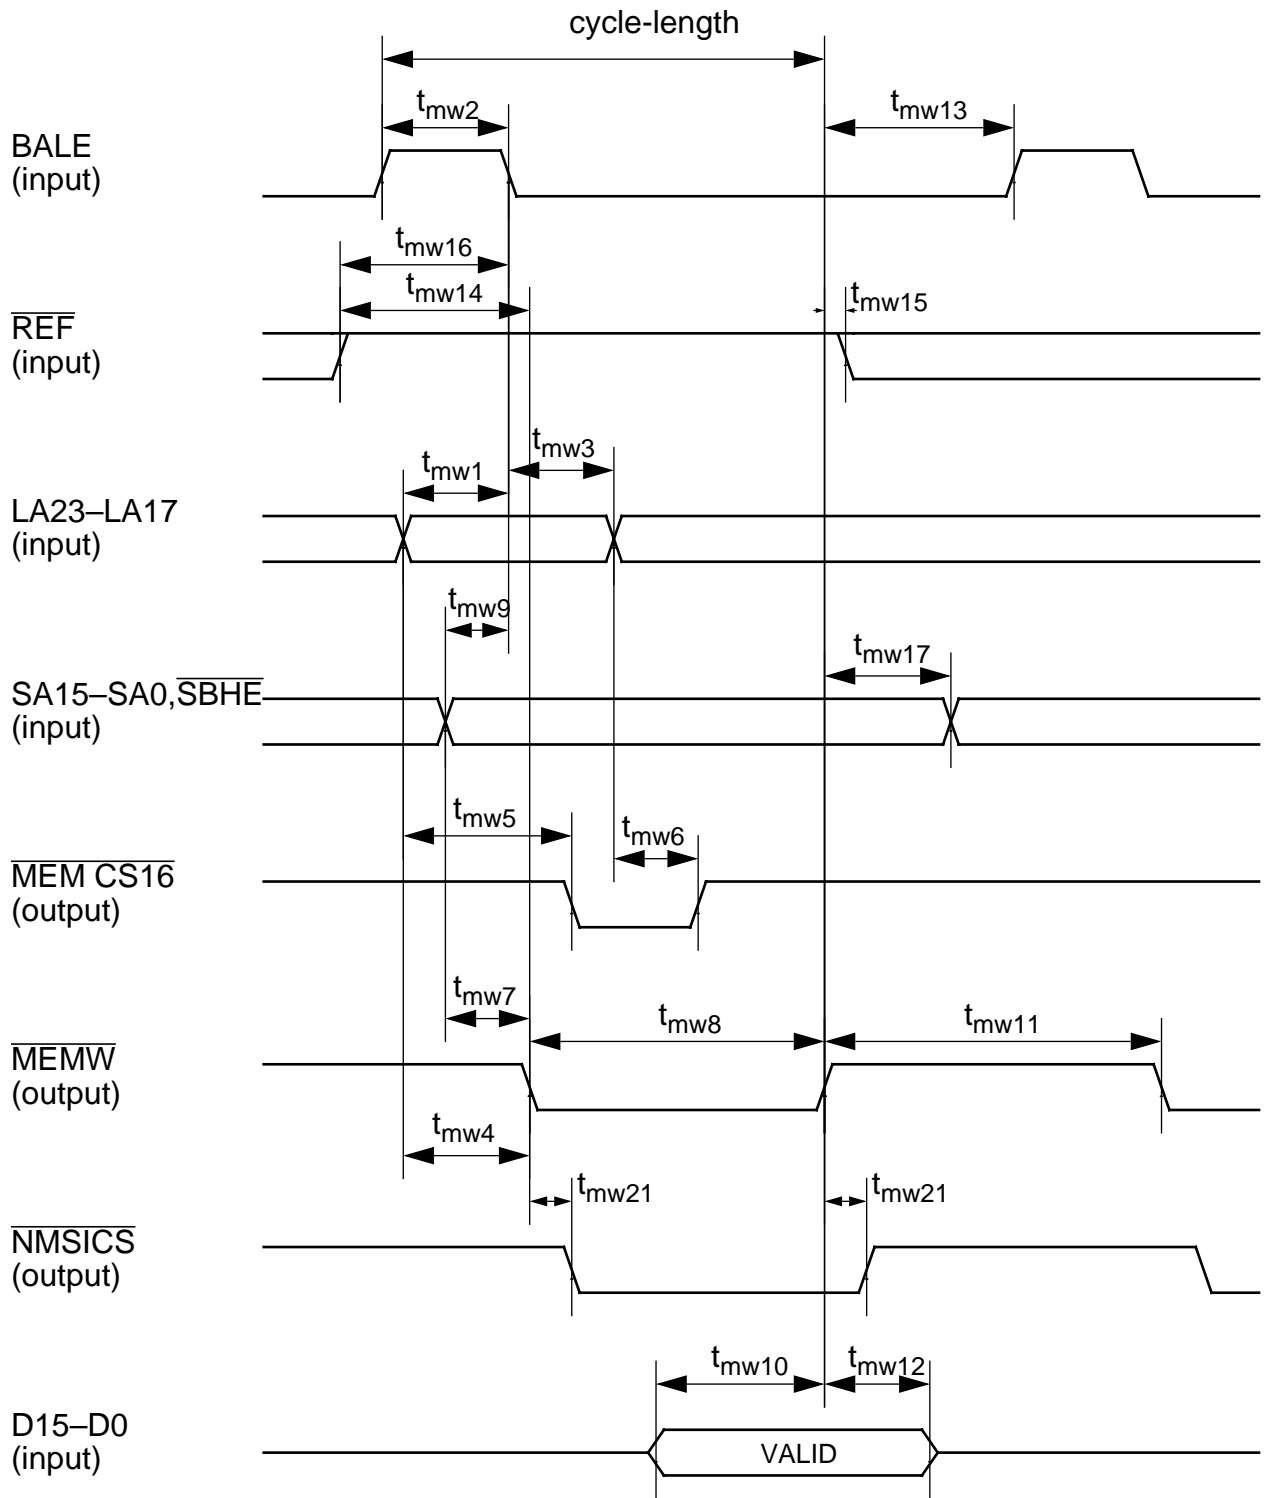 cycle-length
tmw2
tmw13
BALE
(input)
tmw16
tmw14
tmw15
REF
(input)
tmw3
tmw1
LA23–LA17
(input)
tmw9
tmw17
SA15–SA0,SBHE
(input)
tmw5
tmw6
MEM CS16
(output)
tmw7
tmw8
tmw11
MEMW
(output)
tmw4
tmw21
tmw21
NMSICS
(output)
tmw10
tmw12
D15–D0
(input)
VALID